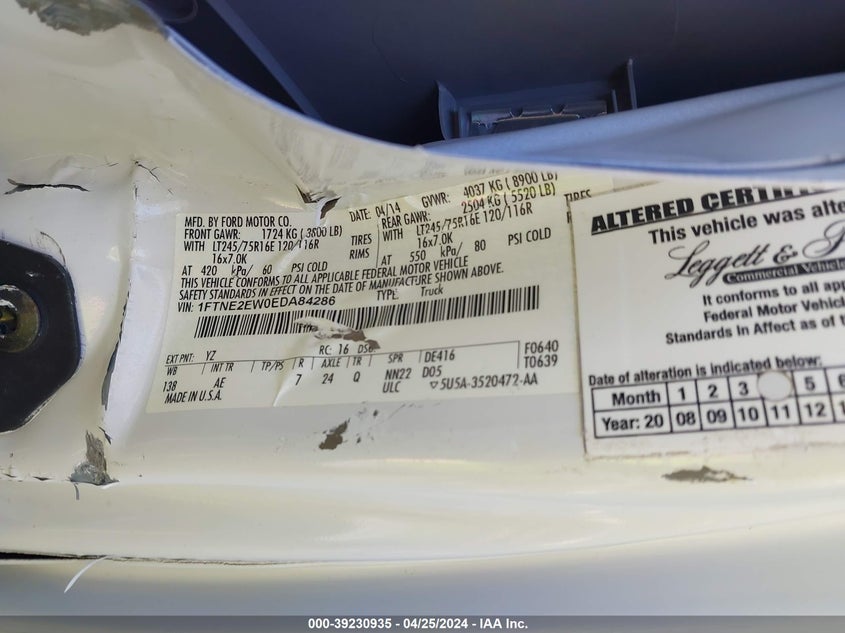 MFD. BY FORD MOTOR CO.
DATE: 04/14 GVWR: 4037 KG ( 8900 LB)
FRONT GAWR: 1724 KG ( 3800 LB) REAR GAWR: 2504 KG ( 5520 LB)
WITH LT245/75R16E 120/116R TIRES WITH LT245/75R16E 120/116R TIRES
16x7.0K RIMS 16x7.0K
AT 420 kPa/ 60 PSI COLD AT 550 kPa/ 80 PSI COLD
THIS VEHICLE CONFORMS TO ALL APPLICABLE FEDERAL MOTOR VEHICLE
SAFETY STANDARDS IN EFFECT ON THE DATE OF MANUFACTURE SHOWN ABOVE.
VIN: 1FTNE2EW0EDA84286 TYPE: Truck
EXT PNT: YZ RC: 16 F0640
WB INT TR TP/PS R AXLE TR SPR DE416 T0639
138 AE 7 24 Q NN22 D05
MADE IN U.S.A. ULC ▽5U5A-3520472-AA
ALTERED
This vehicle was
Leggett &
Commercial
It conforms to all
Federal Motor
Standards In Affect as of
Date of alteration is indicated below:
Month 1 2 3 5 6
Year: 20 08 09 10 11 12
000-39230935 - 04/25/2024 - IAA Inc.